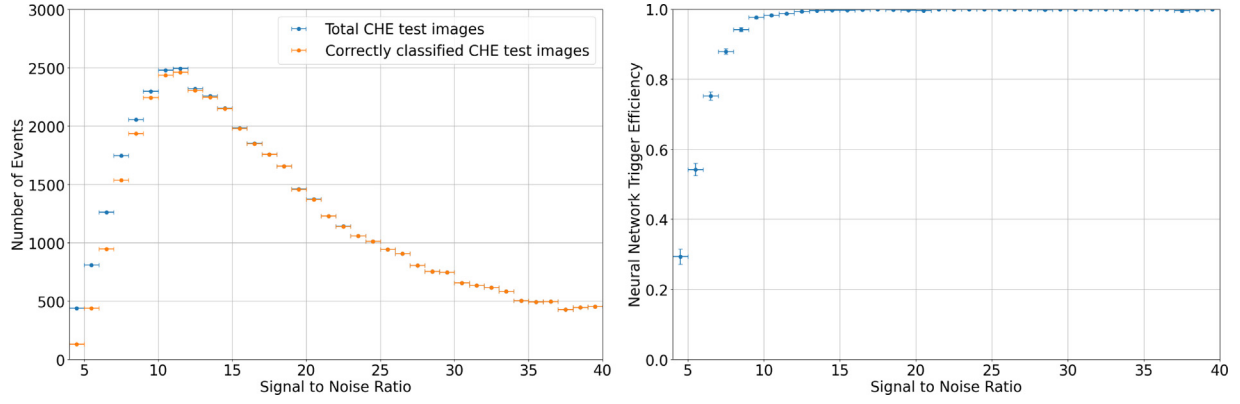 3000
2500
2000
1500
1000
500
0
Number of Events
Total CHE test images
Correctly classified CHE test images
5 10 15 20 25 30 35 40
Signal to Noise Ratio
1.0
0.8
0.6
0.4
0.2
0.0
Neural Network Trigger Efficiency
5 10 15 20 25 30 35 40
Signal to Noise Ratio